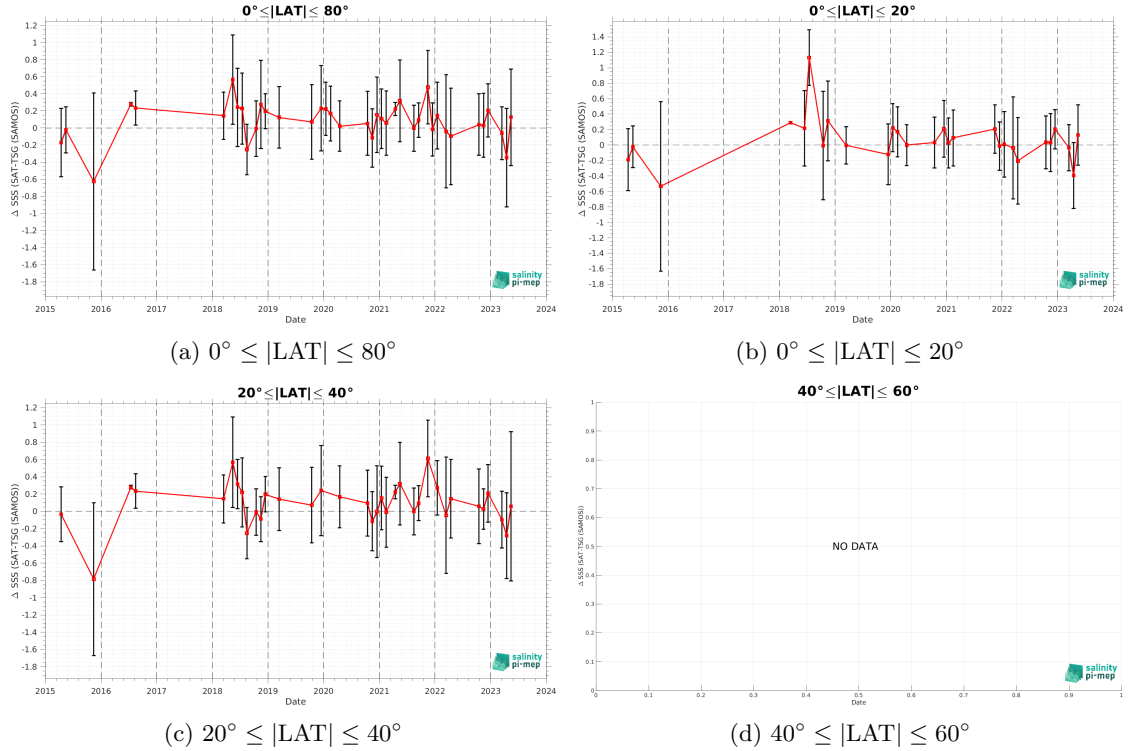 0°≤|LAT|≤ 80°
Δ SSS (SAT-TSG (SAMOS))
1.2
1
0.8
0.6
0.4
0.2
0
-0.2
-0.4
-0.6
-0.8
-1
-1.2
-1.4
-1.6
-1.8
2015 2016 2017 2018 2019 2020 2021 2022 2023 2024
Date
salinity
pi-mep
(a) 0° ≤ |LAT| ≤ 80°
0°≤|LAT|≤ 20°
Δ SSS (SAT-TSG (SAMOS))
1.4
1.2
1
0.8
0.6
0.4
0.2
0
-0.2
-0.4
-0.6
-0.8
-1
-1.2
-1.4
-1.6
-1.8
2015 2016 2017 2018 2019 2020 2021 2022 2023 2024
Date
salinity
pi-mep
(b) 0° ≤ |LAT| ≤ 20°
20°≤|LAT|≤ 40°
Δ SSS (SAT-TSG (SAMOS))
1.2
1
0.8
0.6
0.4
0.2
0
-0.2
-0.4
-0.6
-0.8
-1
-1.2
-1.4
-1.6
-1.8
2015 2016 2017 2018 2019 2020 2021 2022 2023 2024
Date
salinity
pi-mep
(c) 20° ≤ |LAT| ≤ 40°
40°≤|LAT|≤ 60°
Δ SSS (SAT-TSG (SAMOS))
1
0.9
0.8
0.7
0.6
0.5
0.4
0.3
0.2
0.1
0
NO DATA
0 0.1 0.2 0.3 0.4 0.5 0.6 0.7 0.8 0.9 1
Date
salinity
pi-mep
(d) 40° ≤ |LAT| ≤ 60°